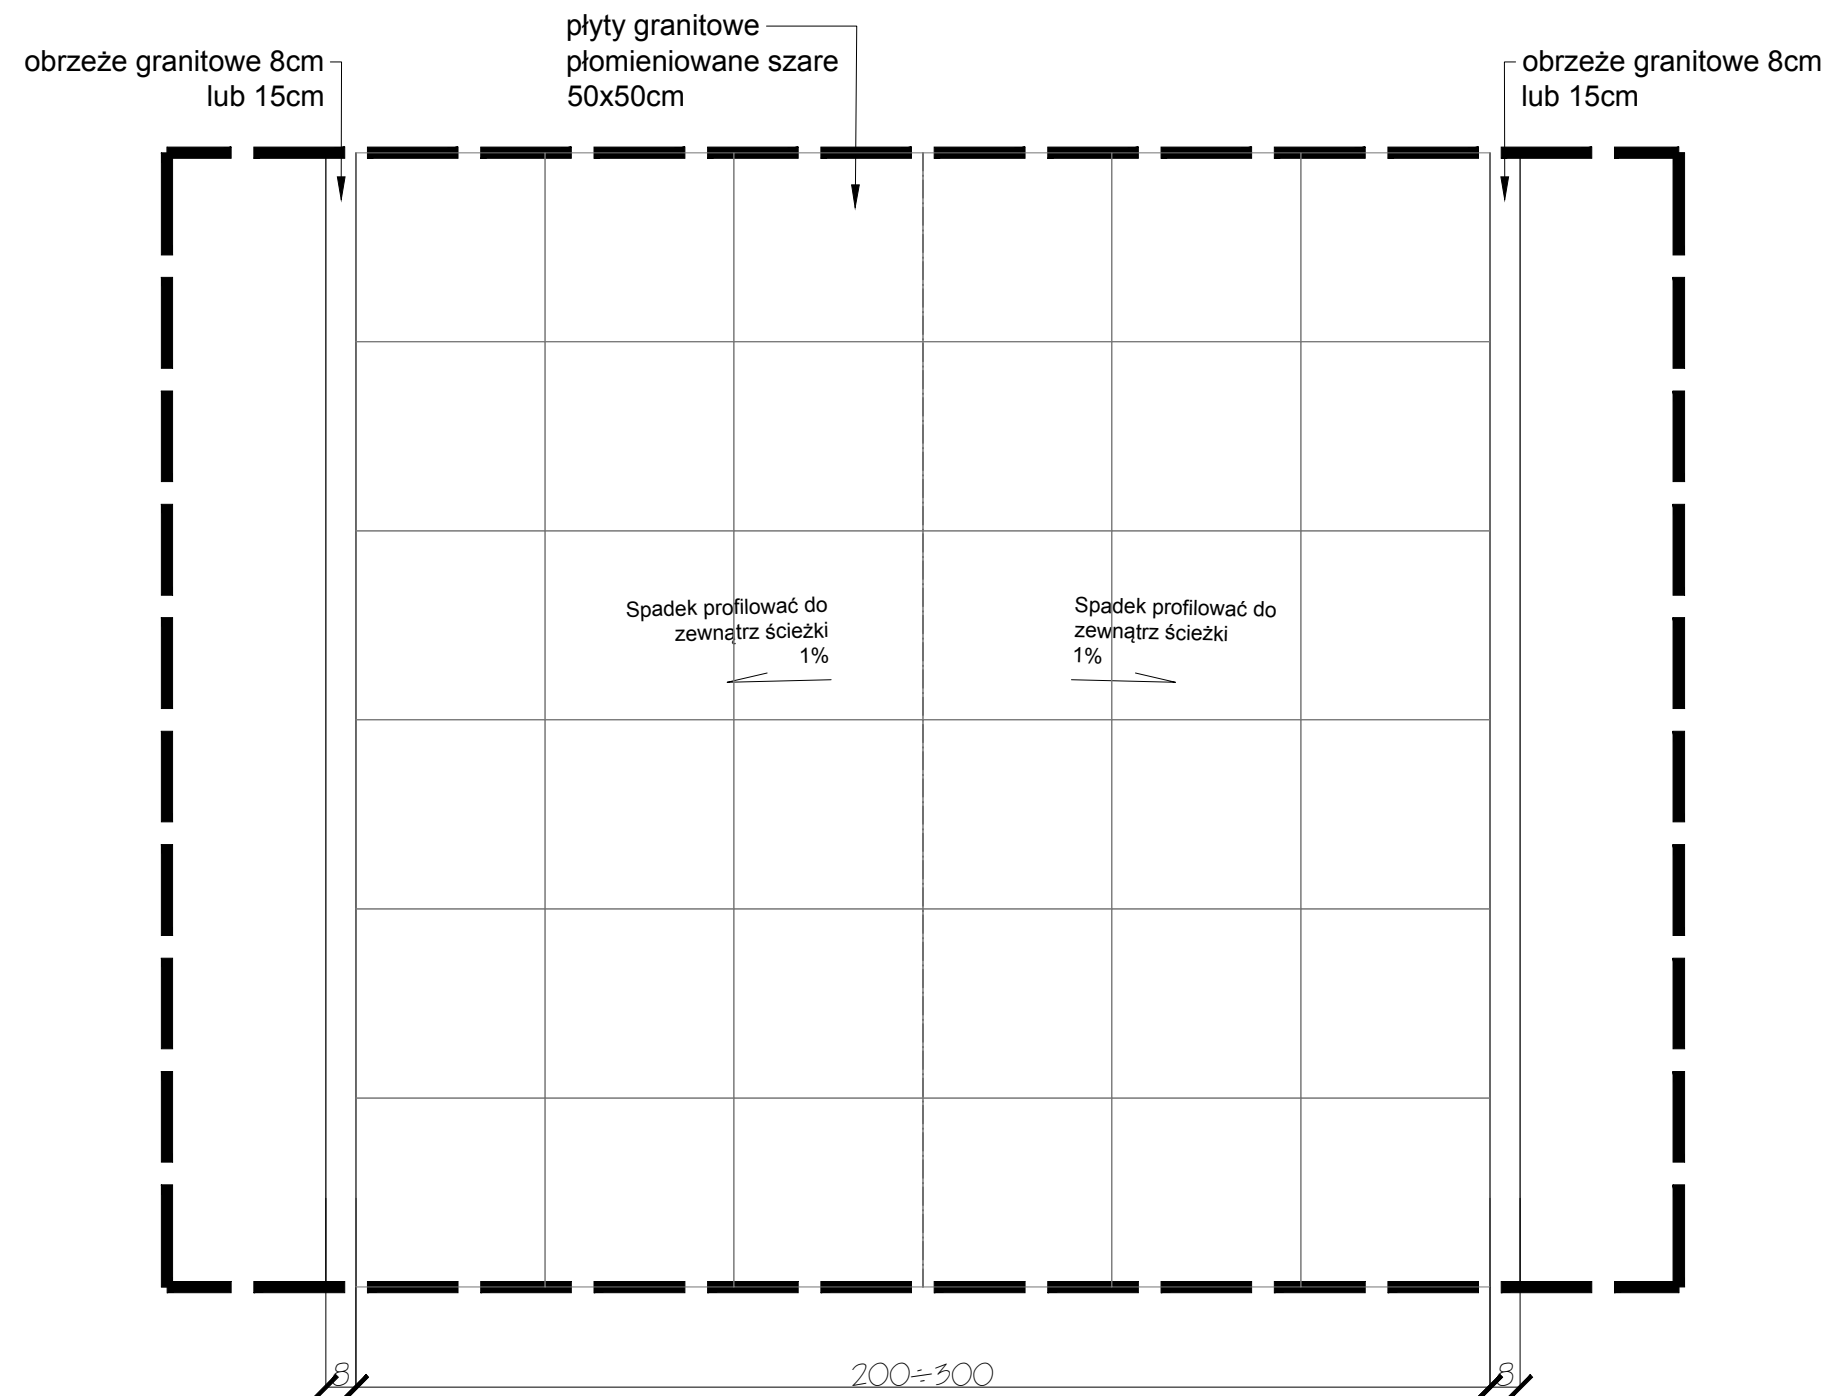 płyty granitowe
płomieniowane szare
50x50cm
obrzeże granitowe 8cm
lub 15cm
obrzeże granitowe 8cm
lub 15cm
Spadek profilować do
zewnątrz ścieżki
1%
Spadek profilować do
zewnątrz ścieżki
1%
8
200÷300
8